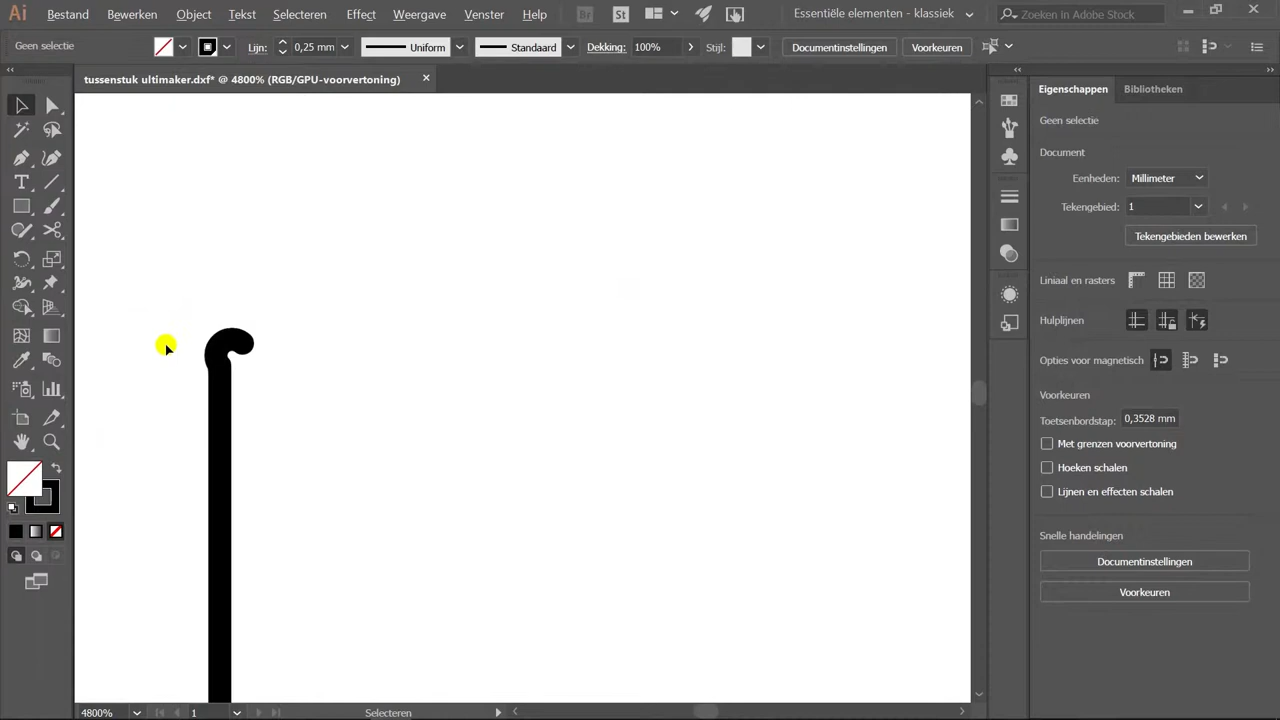 Ai Bestand Bewerken Object Tekst Selecteren Effect Weergave Venster Help Br St Essentiële elementen - klassiek Zoeken in Adobe Stock
Geen selectie Lijn: 0,25 mm Uniform Standaard Dekking: 100% Stijl: Documentinstellingen Voorkeuren
tussenstuk ultimaker.dxf* @ 4800% (RGB/GPU-voorvertoning)
Eigenschappen Bibliotheken
Geen selectie
Document
Eenheden: Millimeter
Tekengebied: 1
Tekengebieden bewerken
Liniaal en rasters
Hulplijnen
Opties voor magnetisch
Voorkeuren
Toetsenbordstap: 0,3528 mm
Met grenzen voorvertoning
Hoeken schalen
Lijnen en effecten schalen
Snelle handelingen
Documentinstellingen
Voorkeuren
4800% 1 Selecteren